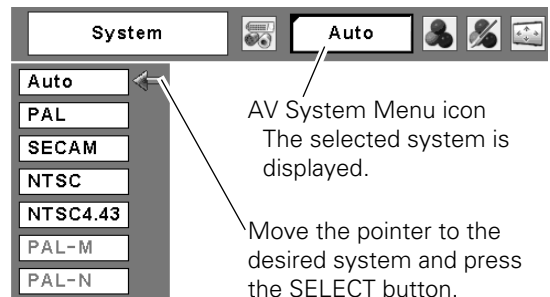 System
Auto
Auto
PAL
SECAM
NTSC
NTSC4.43
PAL-M
PAL-N
AV System Menu icon
The selected system is
displayed.
Move the pointer to the
desired system and press
the SELECT button.